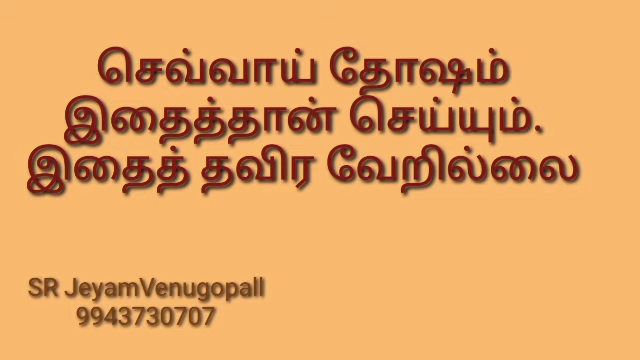 செவ்வாய் தோஷம்
இதைத்தான் செய்யும்.
இதைத் தவிர வேறில்லை
SR JeyamVenugopall
9943730707